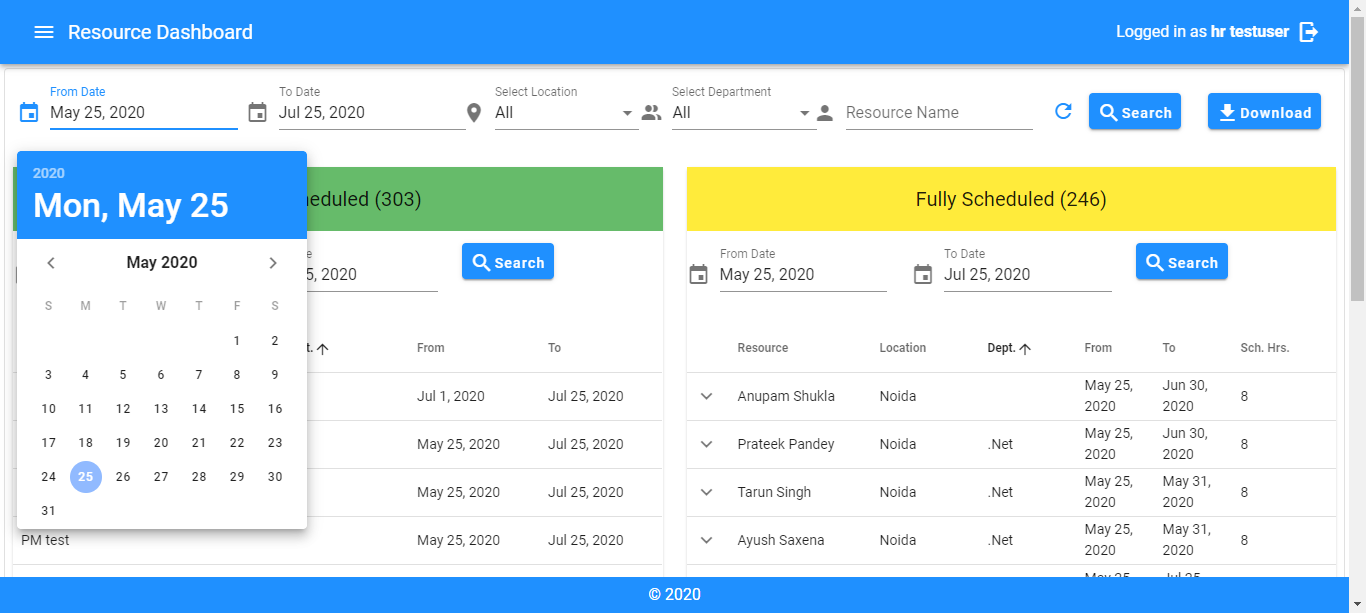 Resource Dashboard
Logged in as hr testuser
From Date
To Date
Select Location
Select Department
May 25, 2020
Jul 25, 2020
All
All
Resource Name
Search
Download
2020
Mon, May 25
May 2020
S M T W T F S
1 2
3 4 5 6 7 8 9
10 11 12 13 14 15 16
17 18 19 20 21 22 23
24 25 26 27 28 29 30
31
heduled (303)
5, 2020
Search
From To
Jul 1, 2020 Jul 25, 2020
May 25, 2020 Jul 25, 2020
May 25, 2020 Jul 25, 2020
PM test May 25, 2020 Jul 25, 2020
Fully Scheduled (246)
From Date
To Date
May 25, 2020
Jul 25, 2020
Search
Resource Location Dept. From To Sch. Hrs.
Anupam Shukla Noida May 25, 2020 Jun 30, 2020 8
Prateek Pandey Noida .Net May 25, 2020 Jun 30, 2020 8
Tarun Singh Noida .Net May 25, 2020 May 31, 2020 8
Ayush Saxena Noida .Net May 25, 2020 May 31, 2020 8
© 2020